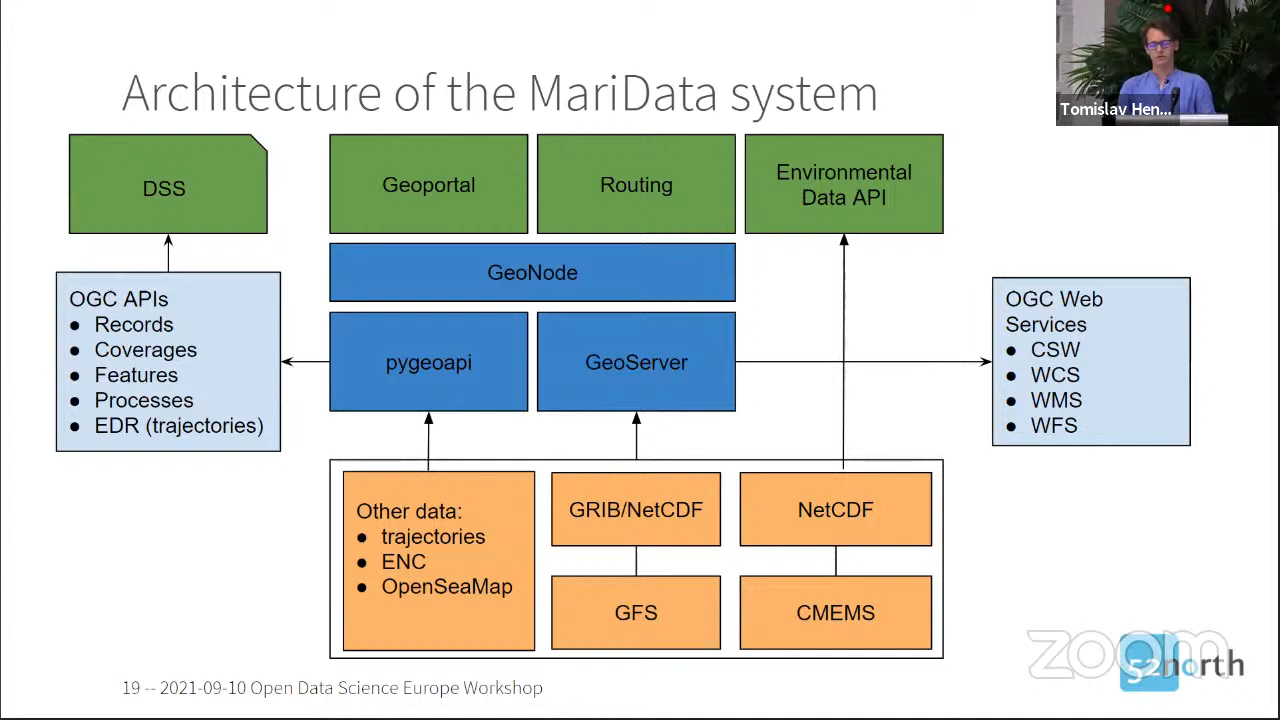 Architecture of the MariData system
Tomislav Hen...
DSS
Geoportal
Routing
Environmental
Data API
GeoNode
OGC APIs
● Records
● Coverages
● Features
● Processes
● EDR (trajectories)
pygeoapi
GeoServer
OGC Web
Services
● CSW
● WCS
● WMS
● WFS
Other data:
● trajectories
● ENC
● OpenSeaMap
GRIB/NetCDF
NetCDF
GFS
CMEMS
zoom
52north
19 -- 2021-09-10 Open Data Science Europe Workshop